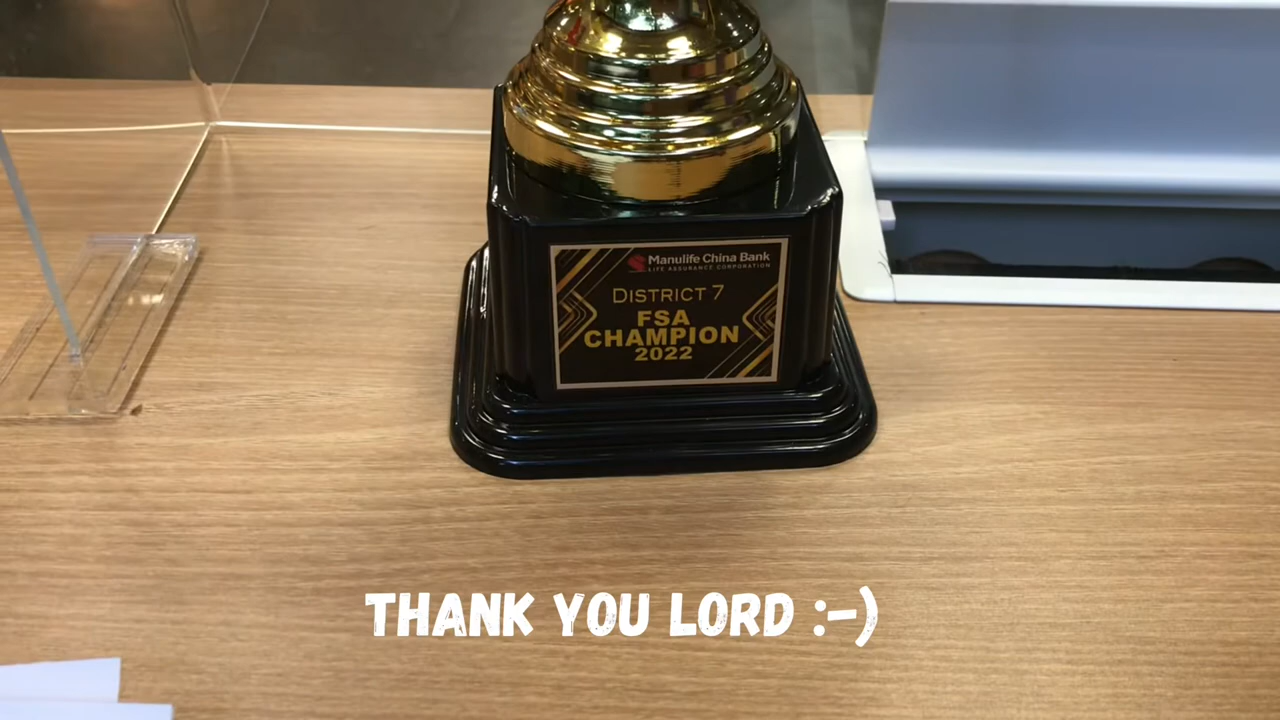 Manulife China Bank
LIFE ASSURANCE CORPORATION
DISTRICT 7
FSA
CHAMPION
2022
THANK YOU LORD :-)